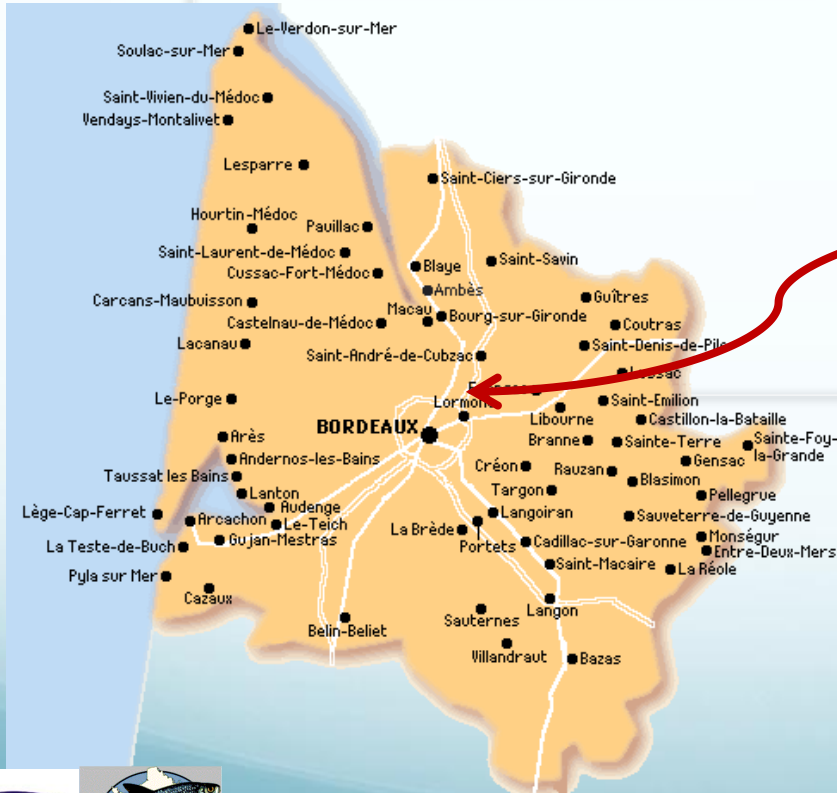 Le-Verdon-sur-Mer
Soulac-sur-Mer
Saint-Vivien-du-Médoc
Vendays-Montalivet
Lesparre
Saint-Ciers-sur-Gironde
Hourtin-Médoc
Pauillac
Saint-Laurent-de-Médoc
Blaye
Saint-Savin
Cussac-Fort-Médoc
Ambès
Guîtres
Carcans-Maubuisson
Macau
Bourg-sur-Gironde
Castelnau-de-Médoc
Coutras
Lacanau
Saint-Denis-de-Pile
Saint-André-de-Cubzac
Le-Porge
Saint-Emilion
Lormont
Libourne
Castillon-la-Bataille
BORDEAUX
Arès
Branne
Sainte-Terre
Sainte-Foy-
la-Grande
Andernos-les-Bains
Créon
Rauzan
Gensac
Taussat les Bains
Blasimon
Lanton
Targon
Pellegrue
Lège-Cap-Ferret
Audenge
Arcachon
Le-Teich
Langoiran
Sauveterre-de-Guyenne
La Brède
Gujan-Mestras
Portets
Cadillac-sur-Garonne
Monségur
La Teste-de-Buch
Entre-Deux-Mers
Saint-Macaire
La Réole
Pyla sur Mer
Cazaux
Langon
Sauternes
Belin-Beliet
Villandraut
Bazas